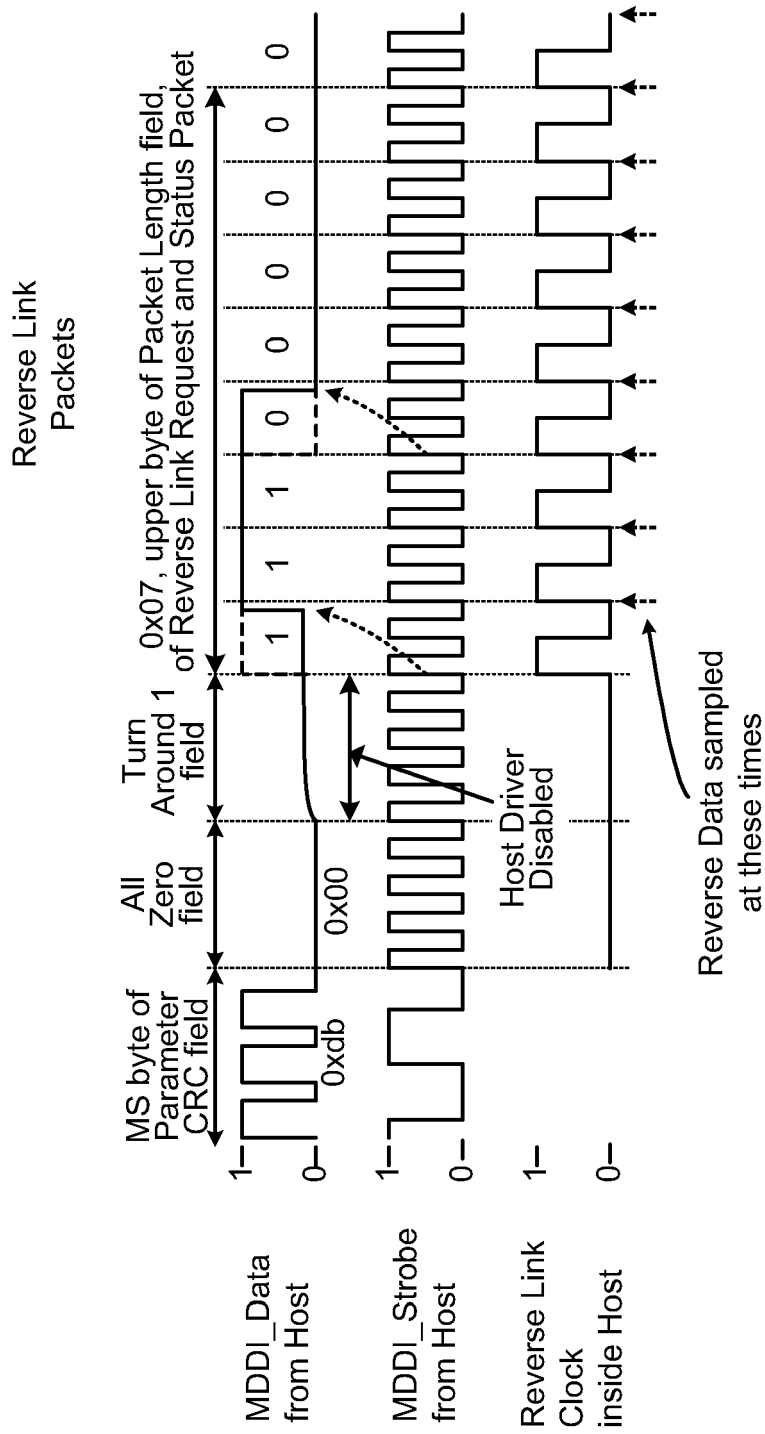 Reverse Link
Packets
MS byte of
Parameter
CRC field
All
Zero
field
Turn
Around 1
field
0x07, upper byte of Packet Length field,
of Reverse Link Request and Status Packet
MDDI_Data
from Host
1
0
0xdb
0x00
1 1 1 0 0 0 0 0 0
Host Driver
Disabled
MDDI_Strobe
from Host
1
0
Reverse Link
Clock
inside Host
1
0
Reverse Data sampled
at these times